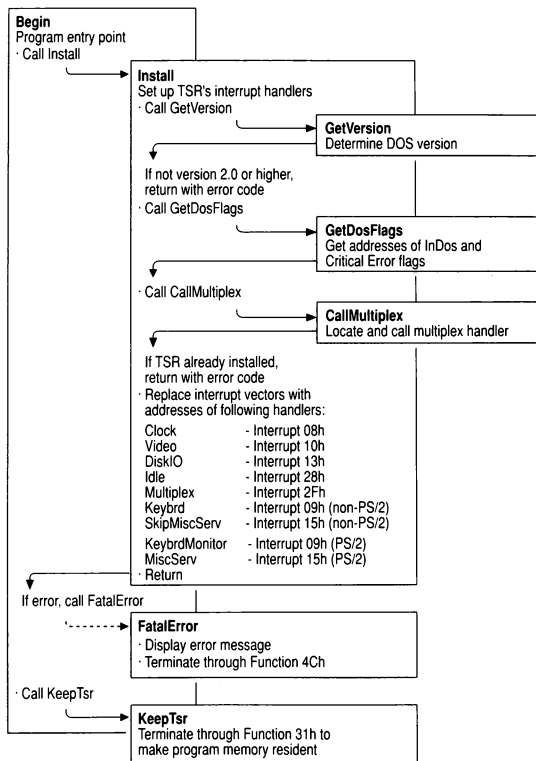 Begin
Program entry point
· Call Install
Install
Set up TSR's interrupt handlers
· Call GetVersion
GetVersion
Determine DOS version
If not version 2.0 or higher,
return with error code
· Call GetDosFlags
GetDosFlags
Get addresses of InDos and
Critical Error flags
· Call CallMultiplex
CallMultiplex
Locate and call multiplex handler
If TSR already installed,
return with error code
· Replace interrupt vectors with
addresses of following handlers:
Clock - Interrupt 08h
Video - Interrupt 10h
DiskIO - Interrupt 13h
Idle - Interrupt 28h
Multiplex - Interrupt 2Fh
Keybrd - Interrupt 09h (non-PS/2)
SkipMiscServ - Interrupt 15h (non-PS/2)
KeybrdMonitor - Interrupt 09h (PS/2)
MiscServ - Interrupt 15h (PS/2)
· Return
If error, call FatalError
FatalError
· Display error message
· Terminate through Function 4Ch
· Call KeepTsr
KeepTsr
Terminate through Function 31h to
make program memory resident